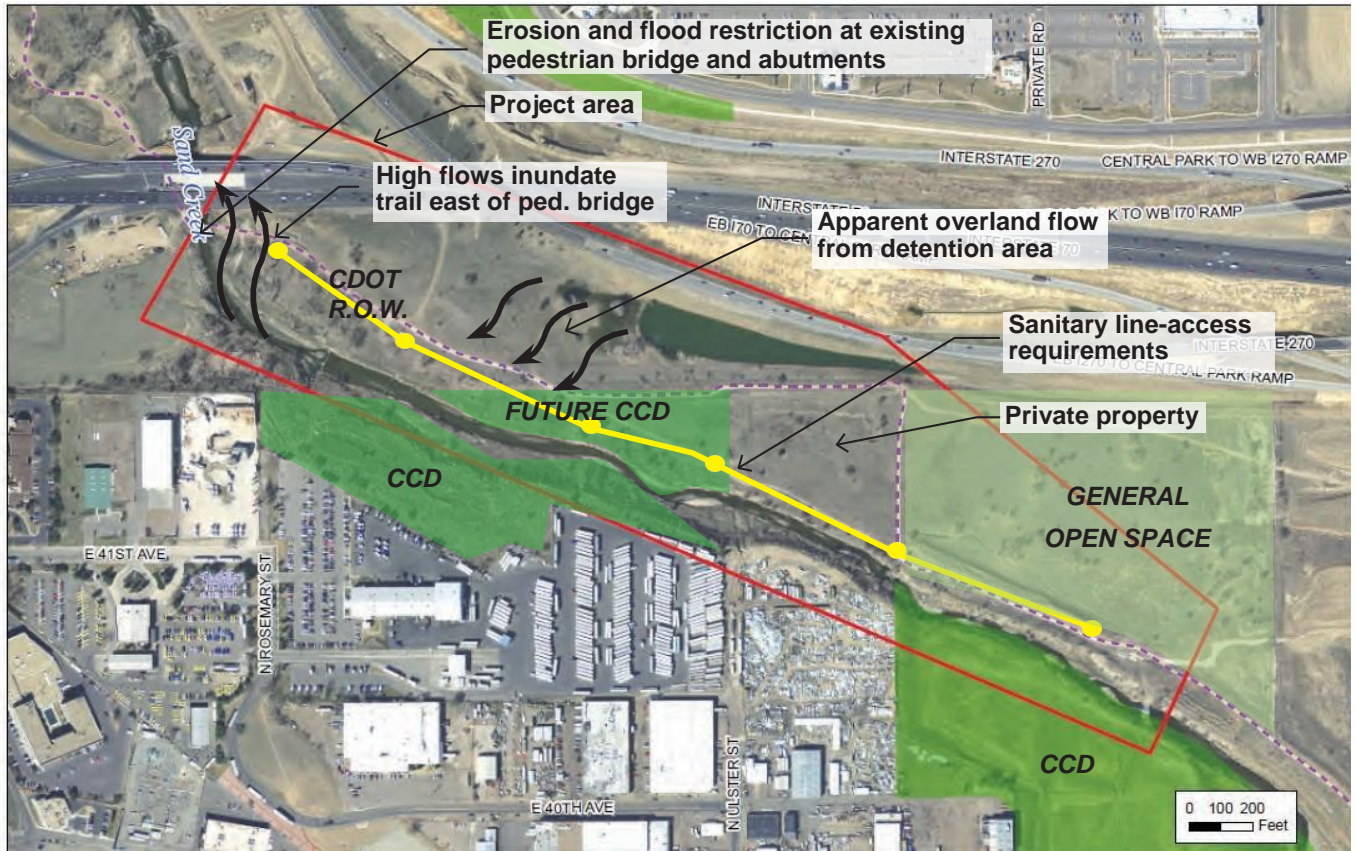 Erosion and flood restriction at existing
pedestrian bridge and abutments
Project area
PRIVATE RD
Sand Creek
INTERSTATE 270
CENTRAL PARK TO WB I270 RAMP
High flows inundate
trail east of ped. bridge
Apparent overland flow
from detention area
EB I70 TO CENTRAL
K TO WB I70 RAMP
CDOT
R.O.W.
Sanitary line-access
requirements
INTERSTATE 270
EB I270 TO CENTRAL PARK RAMP
Private property
FUTURE CCD
CCD
GENERAL
OPEN SPACE
E 41ST AVE
N ROSEMARY ST
N ULSTER ST
CCD
E 40TH AVE
0 100 200
Feet